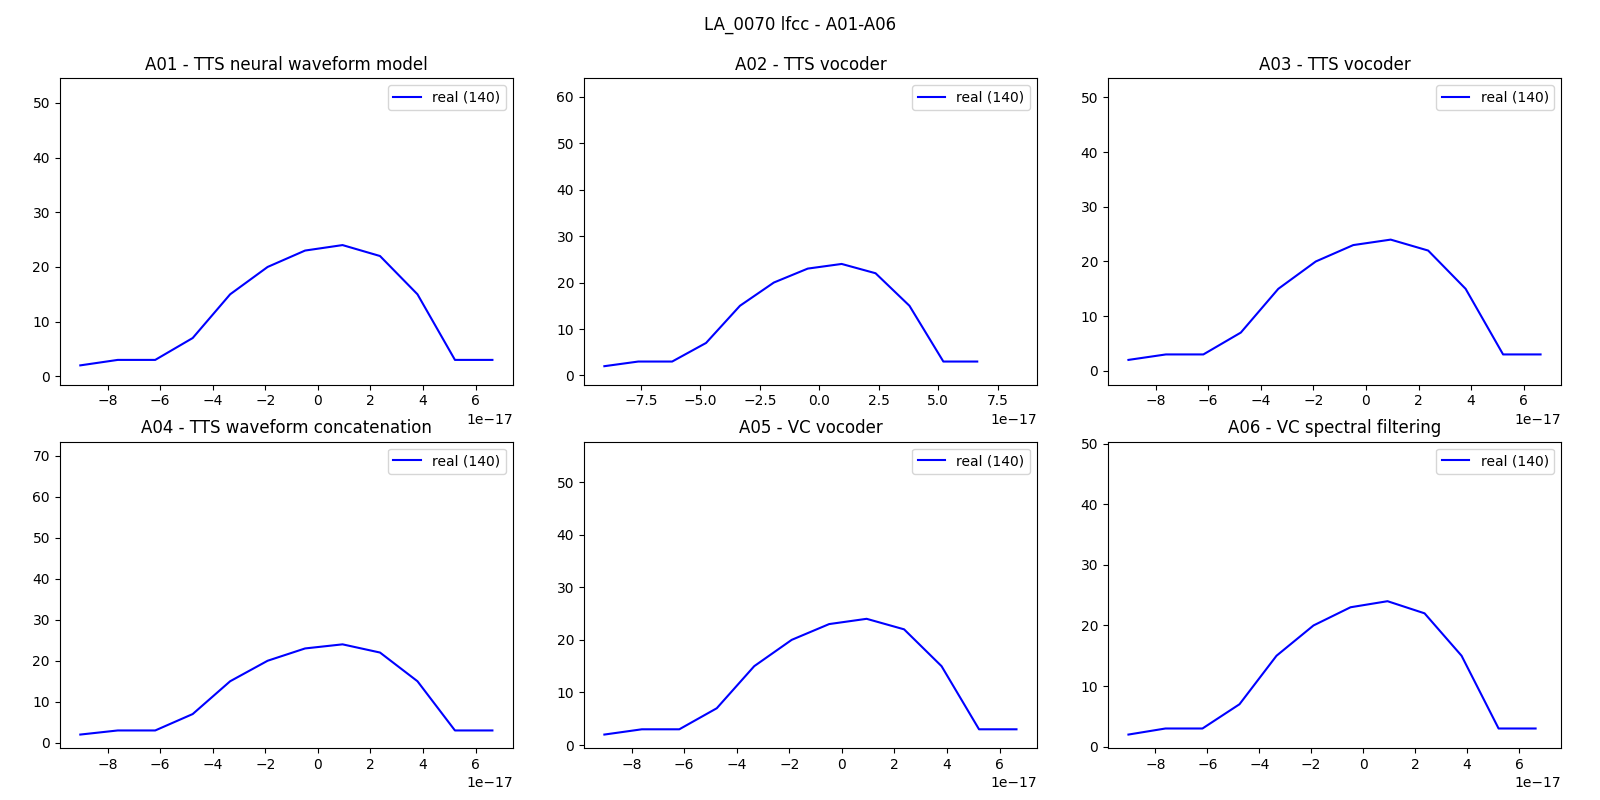 LA_0070 lfcc - A01-A06
A01 - TTS neural waveform model
real (140)
50
40
30
20
10
0
−8 −6 −4 −2 0 2 4 6
1e−17
A02 - TTS vocoder
real (140)
60
50
40
30
20
10
0
−7.5 −5.0 −2.5 0.0 2.5 5.0 7.5
A03 - TTS vocoder
real (140)
50
40
30
20
10
0
−8 −6 −4 −2 0 2 4 6
1e−17
A04 - TTS waveform concatenation
real (140)
70
60
50
40
30
20
10
0
−8 −6 −4 −2 0 2 4 6
1e−17
A05 - VC vocoder
real (140)
50
40
30
20
10
0
−8 −6 −4 −2 0 2 4 6
1e−17
A06 - VC spectral filtering
real (140)
50
40
30
20
10
0
−8 −6 −4 −2 0 2 4 6
1e−17